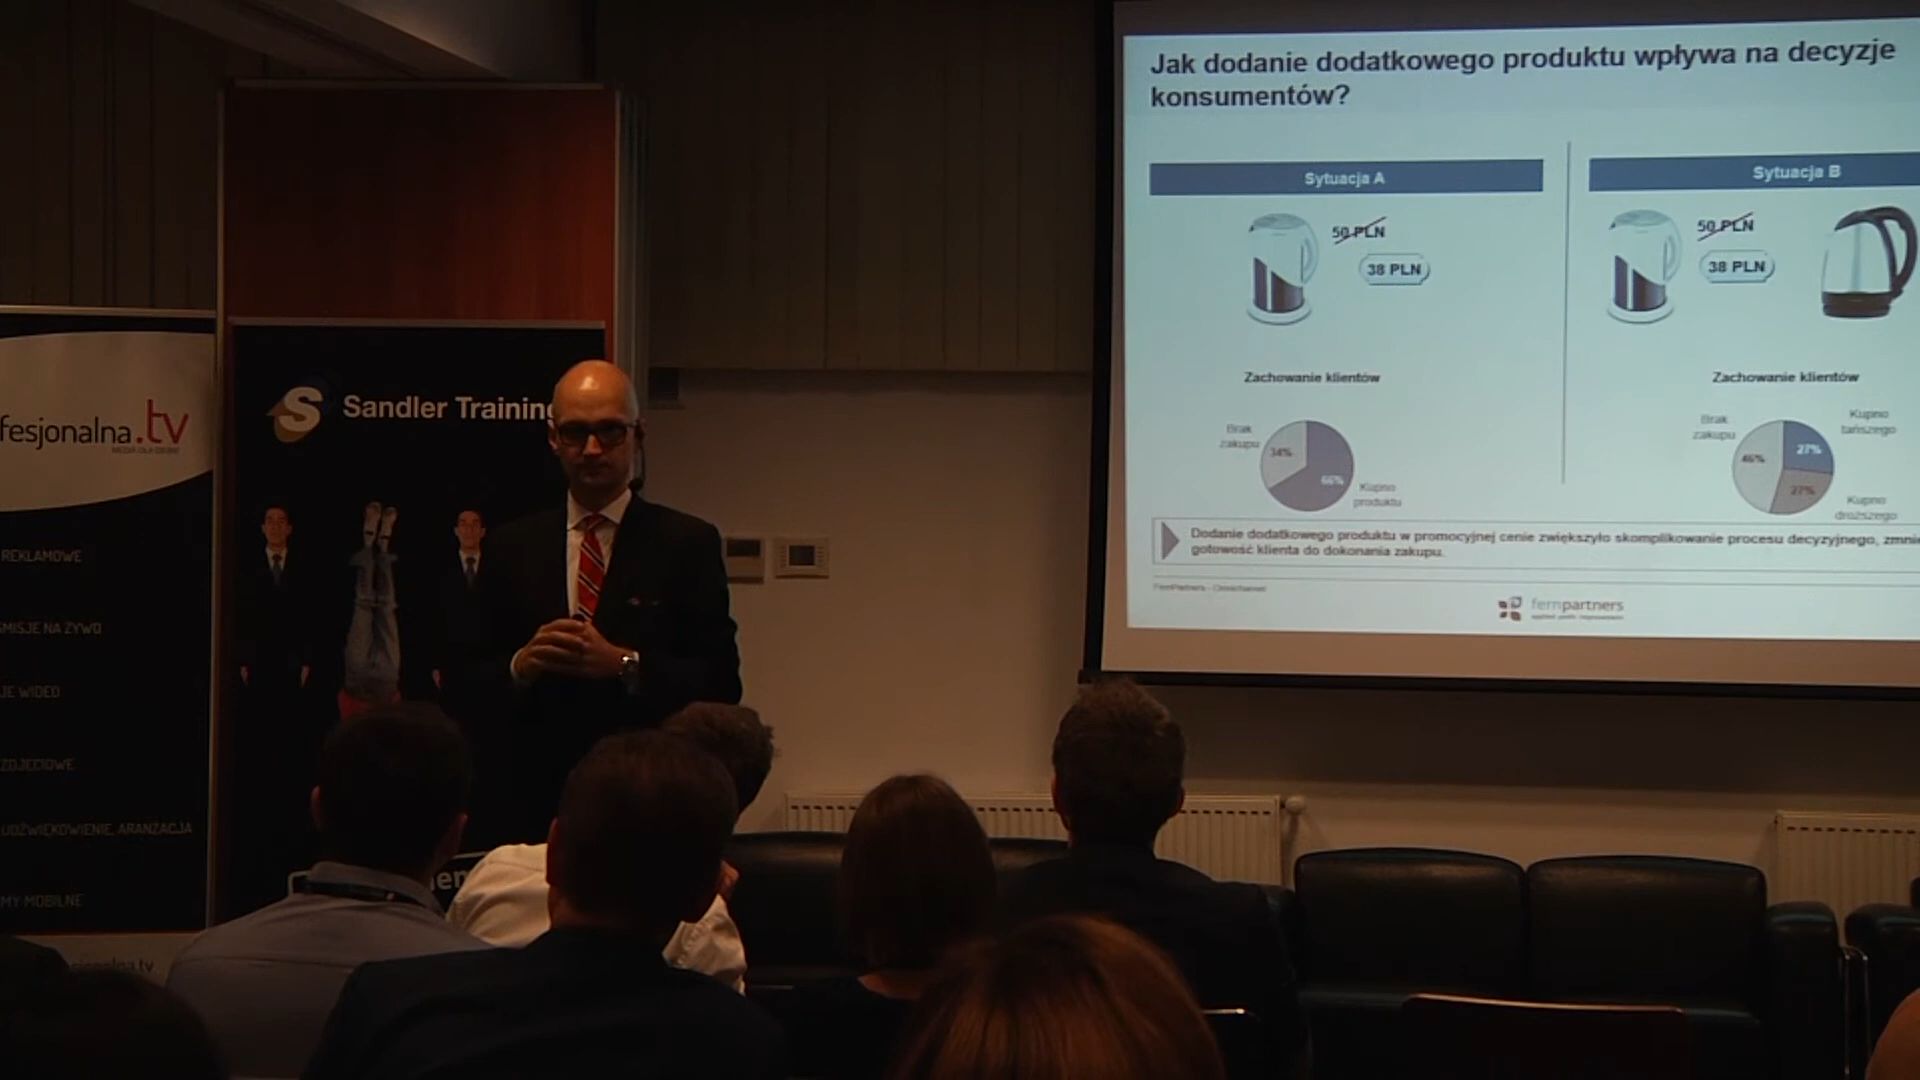 Jak dodanie dodatkowego produktu wpływa na decyzje
konsumentów?
Sytuacja A
50 PLN
38 PLN
Zachowanie klientów
Brak
zakupu
34%
66%
Kupno
produktu
Sytuacja B
50 PLN
38 PLN
Zachowanie klientów
Brak
zakupu
Kupno
tańszego
46%
27%
27%
Kupno
droższego
Dodanie dodatkowego produktu w promocyjnej cenie zwiększyło skomplikowanie procesu decyzyjnego, zmnie
gotowość klienta do dokonania zakupu.
fernpartners
Sandler Training
fesjonalna.tv
REKLAMOWE
SMISJE NA ŻYWO
JE WIDEO
ZDJĘCIOWE
UDŹWIĘKOWIENIE, ARANŻACJA
MY MOBILNE